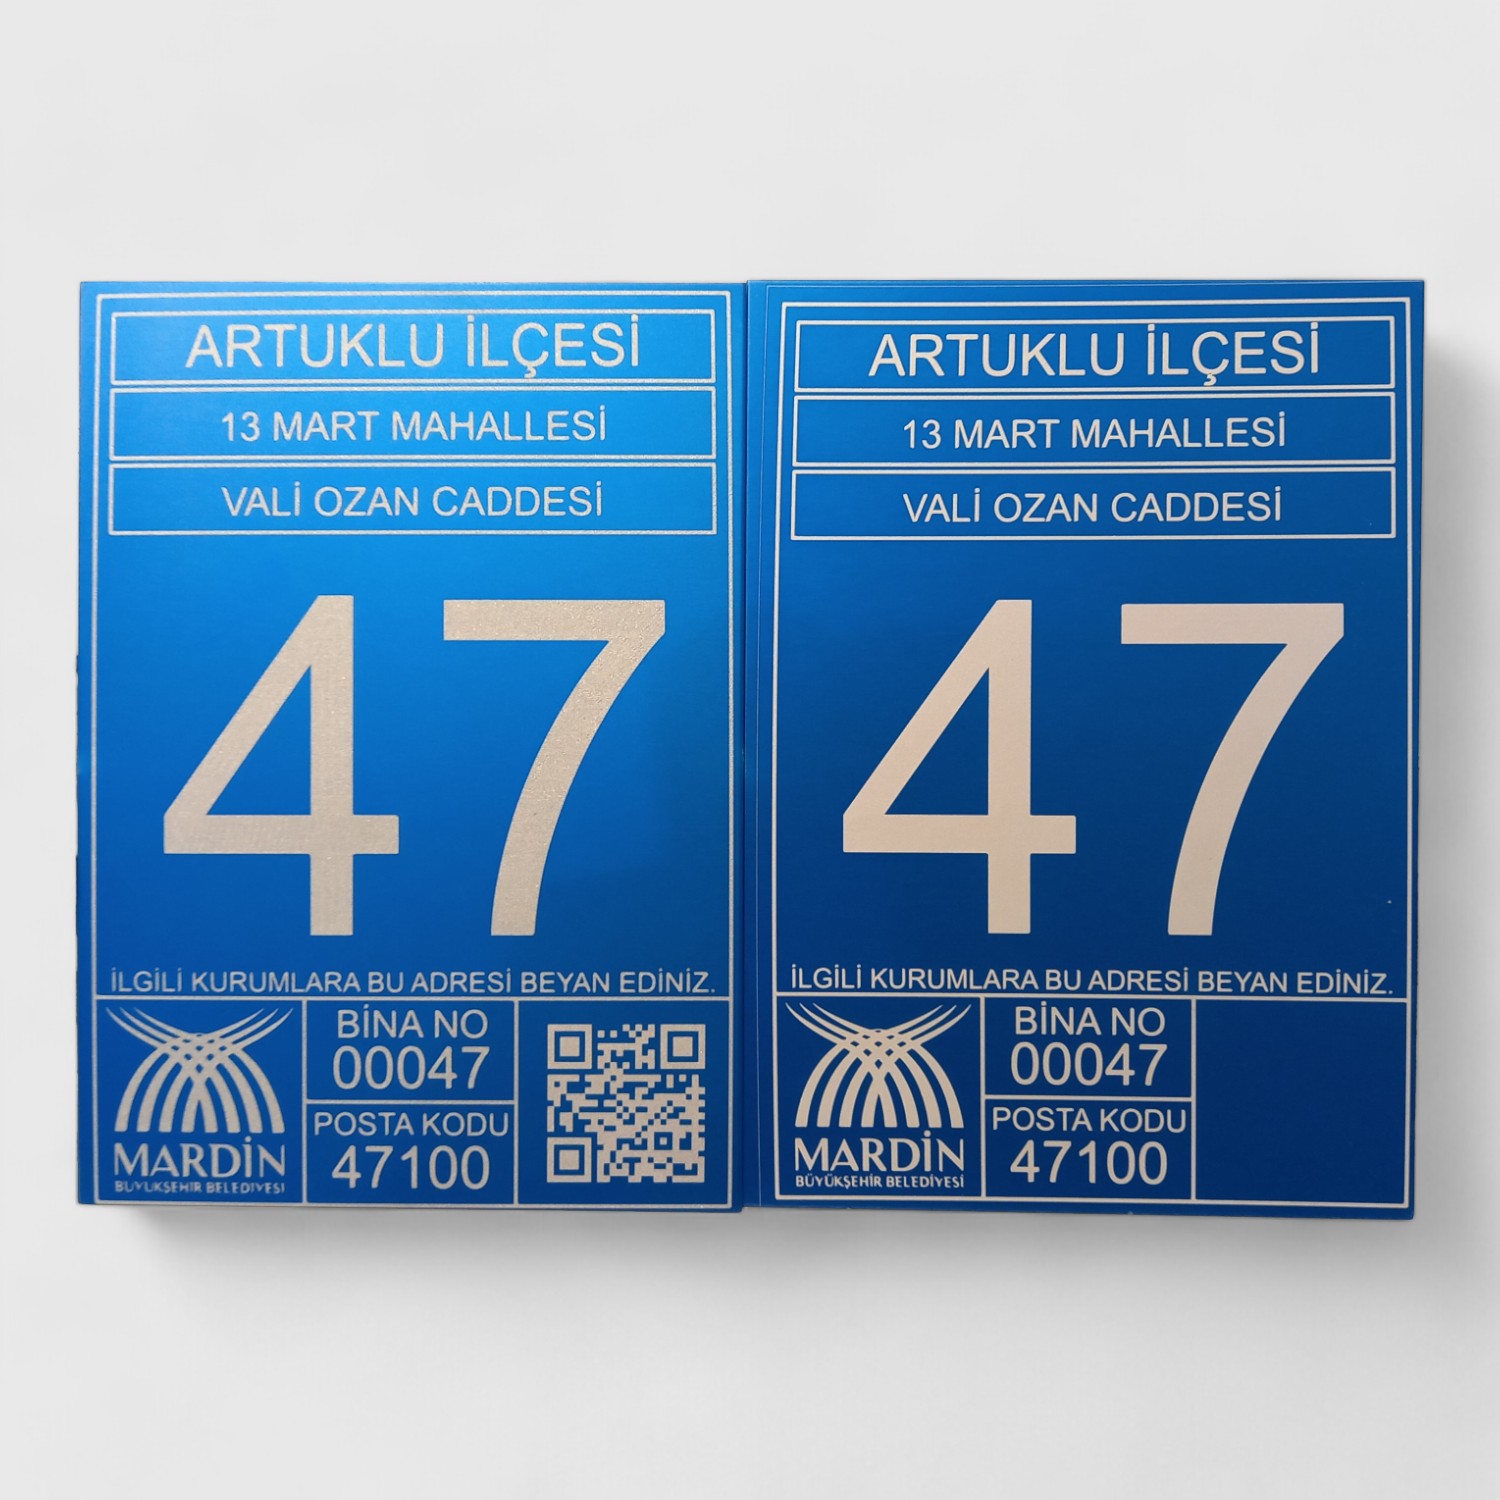 ARTUKLU İLÇESİ
13 MART MAHALLESİ
VALİ OZAN CADDESİ
47
İLGİLİ KURUMLARA BU ADRESİ BEYAN EDİNİZ.
MARDİN
BÜYÜKŞEHİR BELEDİYESİ
BİNA NO
00047
POSTA KODU
47100
ARTUKLU İLÇESİ
13 MART MAHALLESİ
VALİ OZAN CADDESİ
47
İLGİLİ KURUMLARA BU ADRESİ BEYAN EDİNİZ.
MARDİN
BÜYÜKŞEHİR BELEDİYESİ
BİNA NO
00047
POSTA KODU
47100